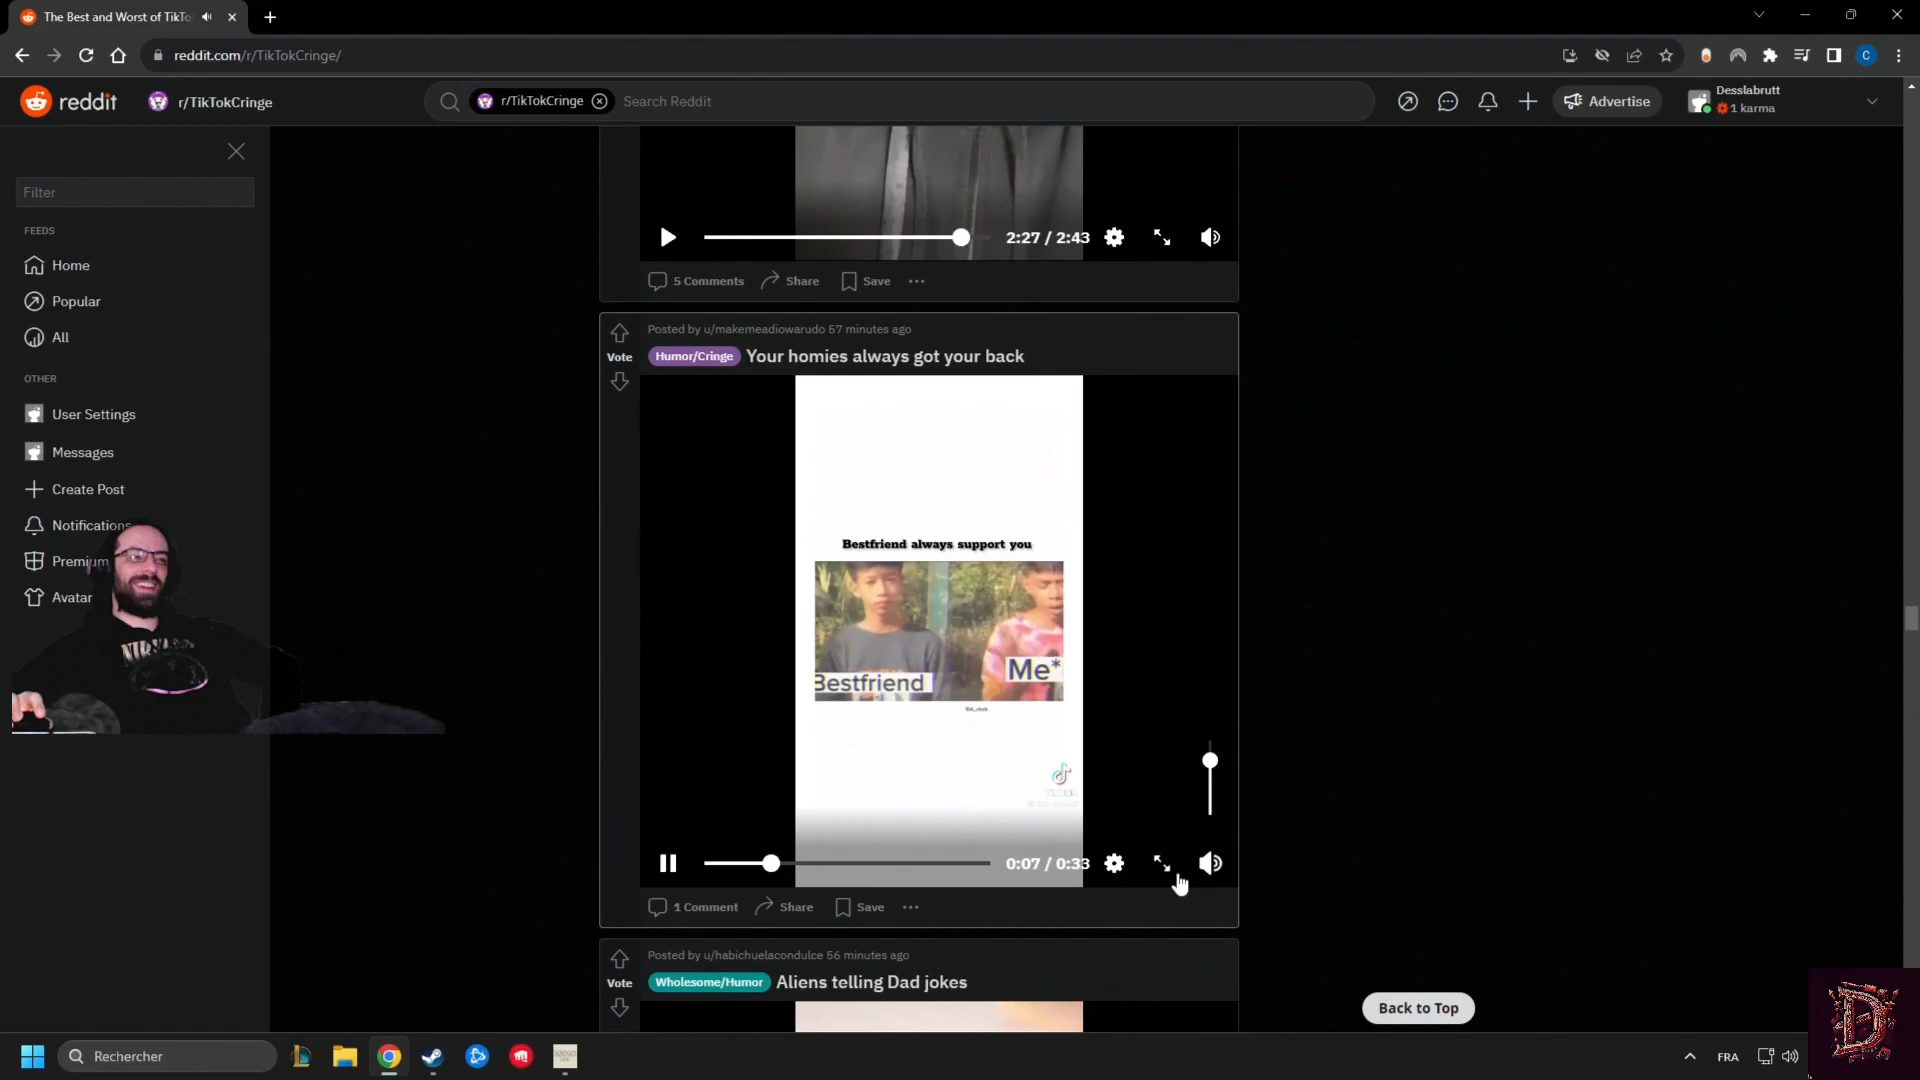 The Best and Worst of TikTo
reddit.com/r/TikTokCringe/
reddit
r/TikTokCringe
r/TikTokCringe
Search Reddit
Advertise
Desslabrutt
1 karma
Filter
FEEDS
Home
Popular
All
OTHER
User Settings
Messages
Create Post
Notifications
Premium
Avatar
NIRVA
2:27 / 2:43
5 Comments
Share
Save
Posted by u/makemeadiowarudo 57 minutes ago
Vote
Humor/Cringe
Your homies always got your back
Bestfriend always support you
Bestfriend
Me*
0:07 / 0:33
1 Comment
Share
Save
Posted by u/habichuelacondulce 56 minutes ago
Vote
Wholesome/Humor
Aliens telling Dad jokes
Back to Top
D
Rechercher
ANNO
FRA
C